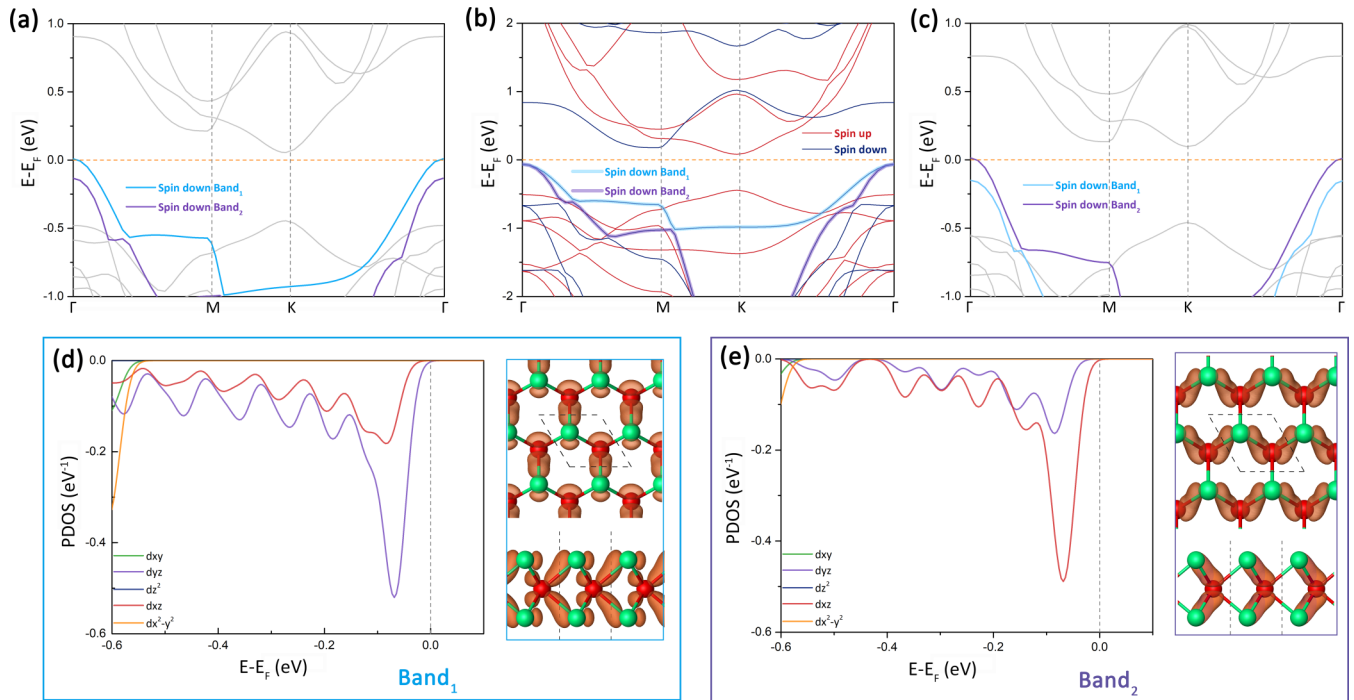 (a)
1.0
0.5
0.0
-0.5
-1.0
E-E_F (eV)
Spin down Band₁
Spin down Band₂
Γ M K Γ
(b)
2
1
0
-1
-2
E-E_F (eV)
Spin up
Spin down
Spin down Band₁
Spin down Band₂
Γ M K Γ
(c)
1.0
0.5
0.0
-0.5
-1.0
E-E_F (eV)
Spin down Band₁
Spin down Band₂
Γ M K Γ
(d)
0.0
-0.2
-0.4
-0.6
PDOS (eV⁻¹)
dxy
dyz
dz²
dxz
dx²-y²
-0.6 -0.4 -0.2 0.0
E-E_F (eV)
Band₁
(e)
0.0
-0.2
-0.4
-0.6
PDOS (eV⁻¹)
dxy
dyz
dz²
dxz
dx²-y²
-0.6 -0.4 -0.2 0.0
E-E_F (eV)
Band₂